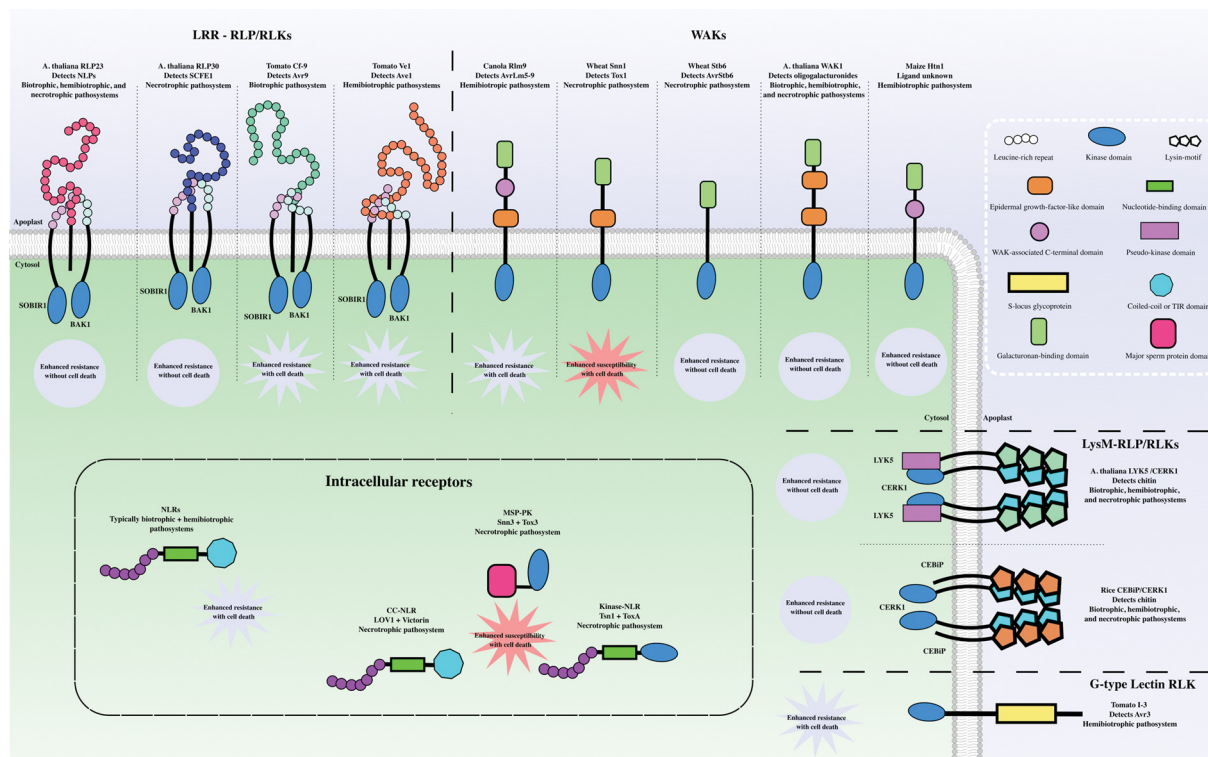 LRR - RLP/RLKs
WAKs
A. thaliana RLP23
Detects NLPs
Biotrophic, hemibiotrophic, and
necrotrophic pathosystems
A. thaliana RLP30
Detects SCFE1
Necrotrophic pathosystem
Tomato Cf-9
Detects Avr9
Biotrophic pathosystem
Tomato Ve1
Detects Ave1
Hemibiotrophic pathosystems
Canola Rlm9
Detects AvrLm5-9
Hemibiotropic pathosystem
Wheat Snn1
Detects Tox1
Necrotrophic pathosystem
Wheat Stb6
Detects AvrStb6
Necrotrophic pathosystem
A. thaliana WAK1
Detects oligogalacturonides
Biotrophic, hemibiotrophic,
and necrotrophic pathosystems
Maize Htn1
Ligand unknown
Hemibiotrophic pathosystem
Leucine-rich repeat
Kinase domain
Lysin-motif
Epidermal growth-factor-like domain
Nucleotide-binding domain
WAK-associated C-terminal domain
Pseudo-kinase domain
S-locus glycoprotein
Coiled-coil or TIR domain
Galacturonan-binding domain
Major sperm protein domain
Apoplast
Cytosol
SOBIR1
BAK1
SOBIR1
BAK1
SOBIR1
BAK1
SOBIR1
BAK1
Enhanced resistance
without cell death
Enhanced resistance
without cell death
Enhanced resistance
with cell death
Enhanced resistance
with cell death
Enhanced resistance
with cell death
Enhanced susceptibility
with cell death
Enhanced resistance
without cell death
Enhanced resistance
without cell death
Enhanced resistance
without cell death
Cytosol
Apoplast
LysM-RLP/RLKs
LYK5
CERK1
LYK5
A. thaliana LYK5 /CERK1
Detects chitin
Biotrophic, hemibiotrophic,
and necrotrophic pathosystems
Enhanced resistance
without cell death
CEBiP
CERK1
CEBiP
Rice CEBiP/CERK1
Detects chitin
Biotrophic, hemibiotrophic,
and necrotrophic pathosystems
Enhanced resistance
without cell death
G-type Lectin RLK
Tomato I-3
Detects Avr3
Hemibiotrophic pathosystem
Enhanced resistance
with cell death
Intracellular receptors
NLRs
Typically biotrophic + hemibiotrophic
pathosystems
Enhanced resistance
with cell death
MSP-PK
Snn3 + Tox3
Necrotrophic pathosystem
CC-NLR
LOV1 + Victorin
Necrotrophic pathosystem
Enhanced susceptilbility
with cell death
Kinase-NLR
Tsn1 + ToxA
Necrotrophic pathosystem